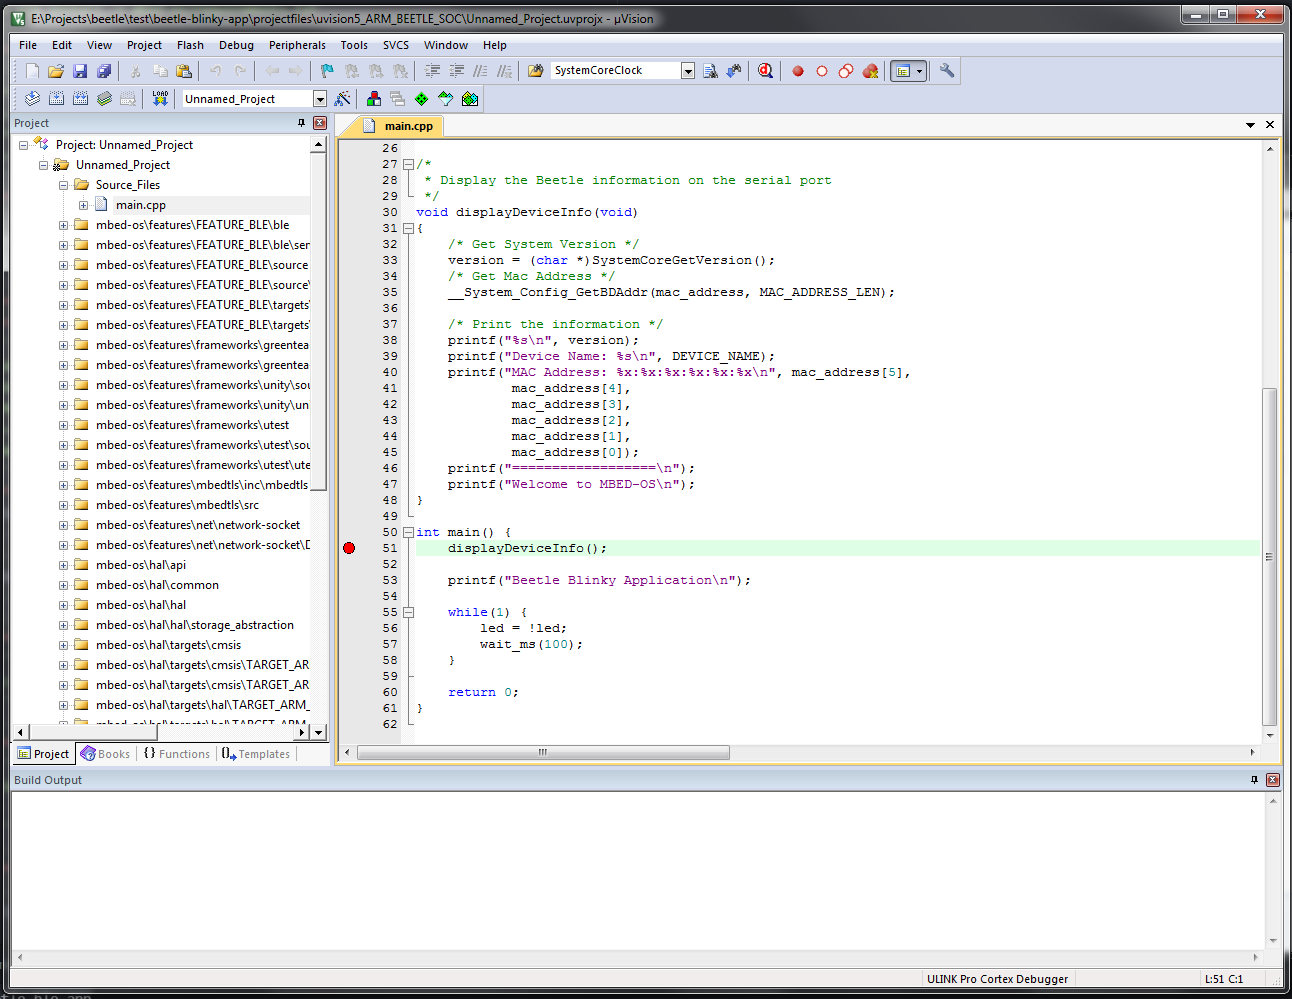 E:\Projects\beetle\test\beetle-blinky-app\projectfiles\uvision5_ARM_BEETLE_SOC\Unnamed_Project.uvprojx - µVision
File Edit View Project Flash Debug Peripherals Tools SVCS Window Help
SystemCoreClock
LOAD Unnamed_Project
Project
Project: Unnamed_Project
Unnamed_Project
Source_Files
main.cpp
mbed-os\features\FEATURE_BLE\ble
mbed-os\features\FEATURE_BLE\ble\ser
mbed-os\features\FEATURE_BLE\source
mbed-os\features\FEATURE_BLE\source\
mbed-os\features\FEATURE_BLE\targets
mbed-os\features\FEATURE_BLE\targets
mbed-os\features\frameworks\greentea
mbed-os\features\frameworks\greentea
mbed-os\features\frameworks\unity\sou
mbed-os\features\frameworks\unity\un
mbed-os\features\frameworks\utest
mbed-os\features\frameworks\utest\sou
mbed-os\features\frameworks\utest\ute
mbed-os\features\mbedtls\inc\mbedtls
mbed-os\features\mbedtls\src
mbed-os\features\net\network-socket
mbed-os\features\net\network-socket\D
mbed-os\hal\api
mbed-os\hal\common
mbed-os\hal\hal
mbed-os\hal\hal\storage_abstraction
mbed-os\hal\targets\cmsis
mbed-os\hal\targets\cmsis\TARGET_AR
mbed-os\hal\targets\cmsis\TARGET_AR
mbed-os\hal\targets\hal\TARGET_ARM_
mbed-os\hal\targets\hal\TARGET_ARM
Project Books {} Functions Templates
main.cpp
26
27 /*
28 * Display the Beetle information on the serial port
29 */
30 void displayDeviceInfo(void)
31 {
32 /* Get System Version */
33 version = (char *)SystemCoreGetVersion();
34 /* Get Mac Address */
35 __System_Config_GetBDAddr(mac_address, MAC_ADDRESS_LEN);
36
37 /* Print the information */
38 printf("%s\n", version);
39 printf("Device Name: %s\n", DEVICE_NAME);
40 printf("MAC Address: %x:%x:%x:%x:%x:%x\n", mac_address[5],
41 mac_address[4],
42 mac_address[3],
43 mac_address[2],
44 mac_address[1],
45 mac_address[0]);
46 printf("==================\n");
47 printf("Welcome to MBED-OS\n");
48 }
49
50 int main() {
51 displayDeviceInfo();
52
53 printf("Beetle Blinky Application\n");
54
55 while(1) {
56 led = !led;
57 wait_ms(100);
58 }
59
60 return 0;
61 }
62
Build Output
ULINK Pro Cortex Debugger L:51 C:1